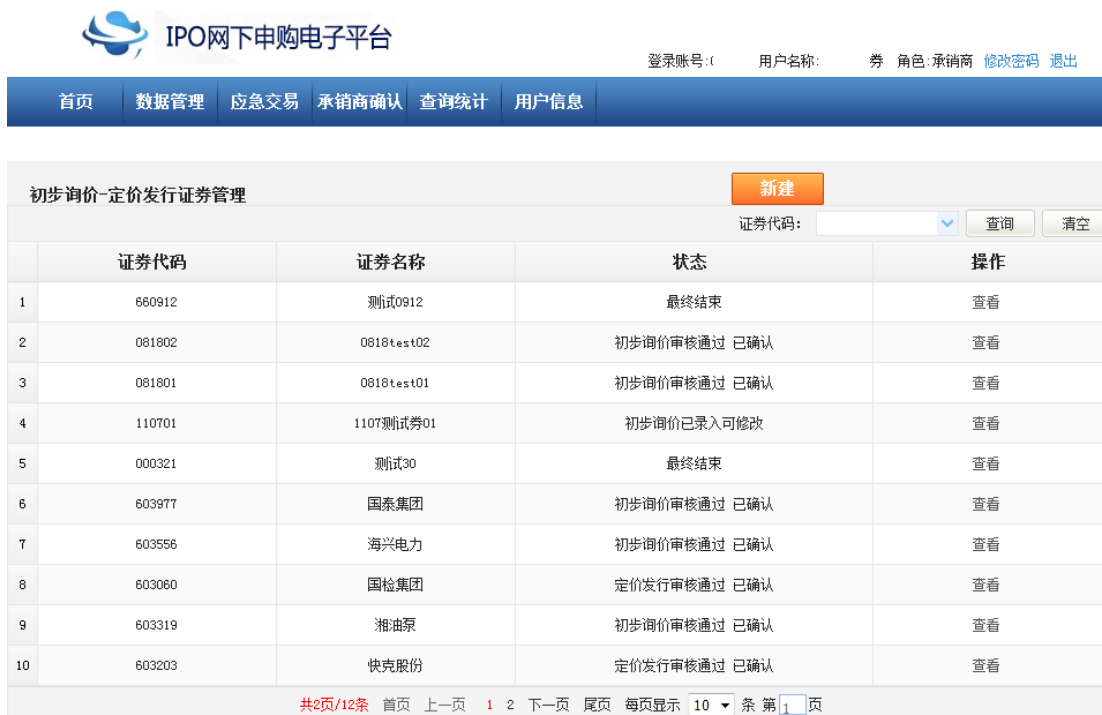 IPO网下申购电子平台
登录账号:( 用户名称: 券 角色:承销商 修改密码 退出
首页 数据管理 应急交易 承销商确认 查询统计 用户信息
初步询价-定价发行证券管理 新建
证券代码: 查询 清空
证券代码 证券名称 状态 操作
1 660912 测试0912 最终结束 查看
2 081802 0818test02 初步询价审核通过 已确认 查看
3 081801 0818test01 初步询价审核通过 已确认 查看
4 110701 1107测试券01 初步询价已录入可修改 查看
5 000321 测试30 最终结束 查看
6 603977 国泰集团 初步询价审核通过 已确认 查看
7 603556 海兴电力 初步询价审核通过 已确认 查看
8 603060 国检集团 定价发行审核通过 已确认 查看
9 603319 湘油泵 初步询价审核通过 已确认 查看
10 603203 快克股份 定价发行审核通过 已确认 查看
共2页/12条 首页 上一页 1 2 下一页 尾页 每页显示 10 条 第 1 页